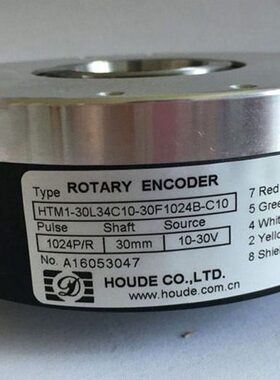 Type ROTARY ENCODER
HTM1-30L34C10-30F1024B-C10
Pulse Shaft Source
1024P/R 30mm 10-30V
No. A16053047
HOUDE CO.,LTD.
www.houde.com.cn
7 Red
5 Gree
4 Whit
2 Yello
8 Shie